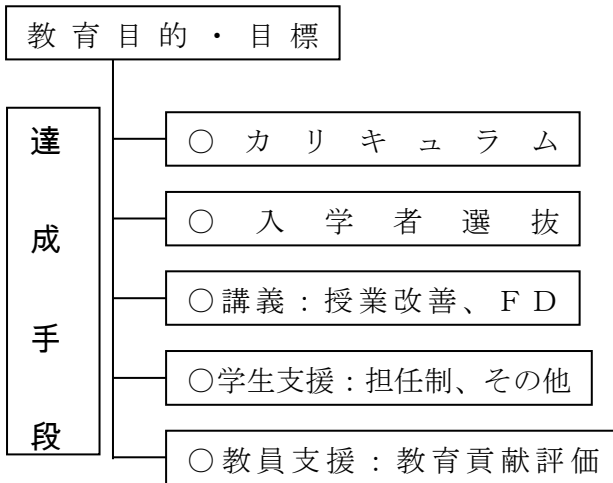 教育目的・目標
達成手段
○カリキュラム
○入学者選抜
○講義：授業改善、ＦＤ
○学生支援：担任制、その他
○教員支援：教育貢献評価